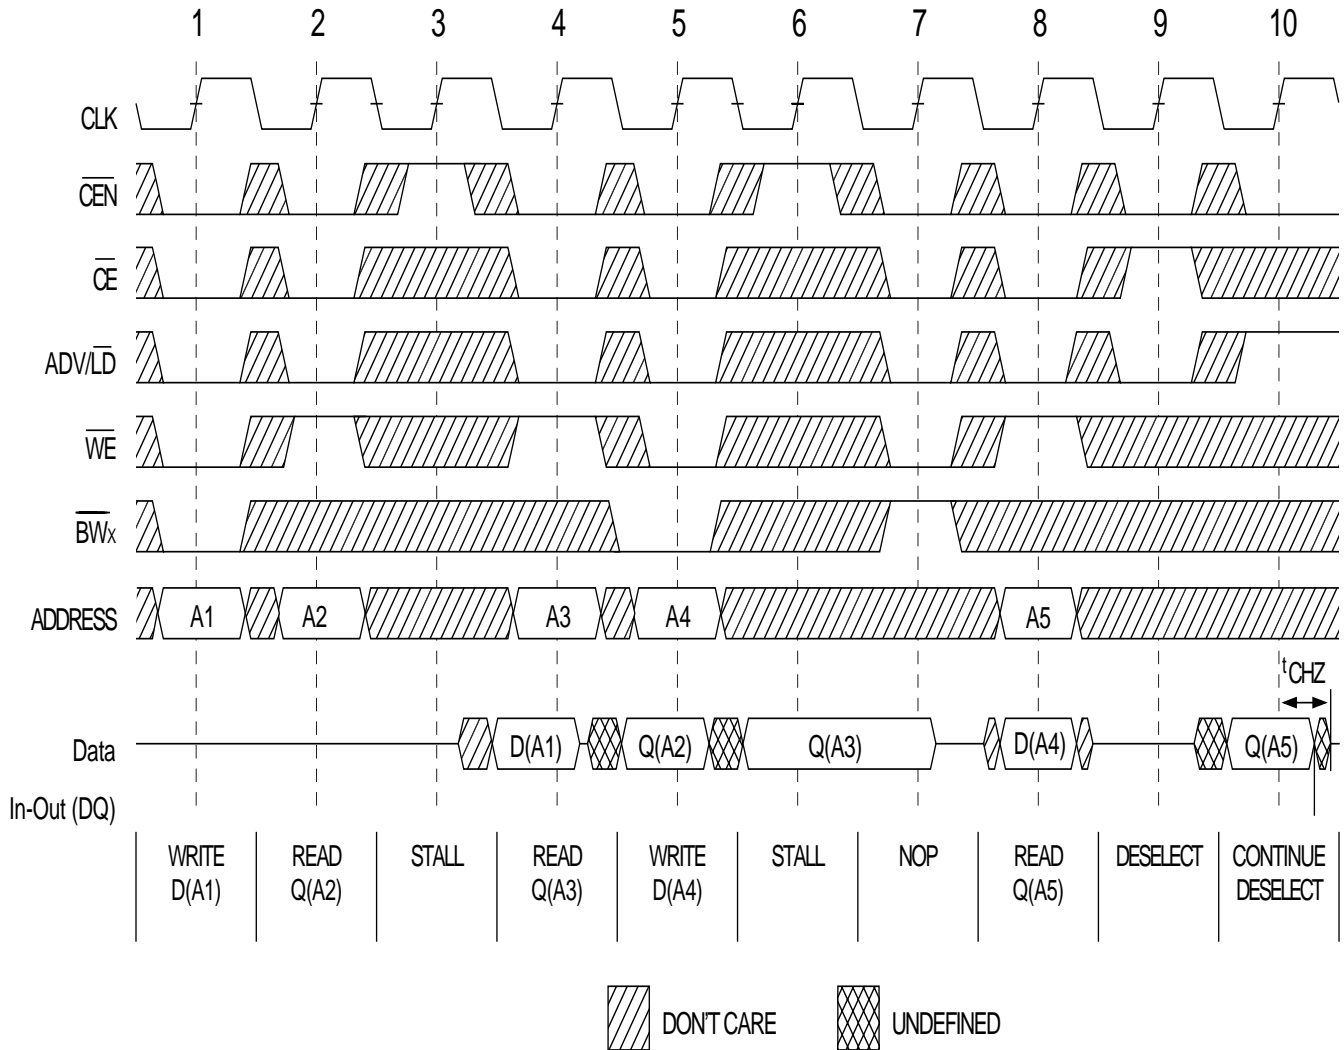 1 2 3 4 5 6 7 8 9 10
CLK
CEN
CE
ADV/LD
WE
BWX
ADDRESS A1 A2 A3 A4 A5
tCHZ
Data D(A1) Q(A2) Q(A3) D(A4) Q(A5)
In-Out (DQ)
WRITE READ STALL READ WRITE STALL NOP READ DESELECT CONTINUE
D(A1) Q(A2) Q(A3) D(A4) Q(A5) DESELECT
DON'T CARE UNDEFINED